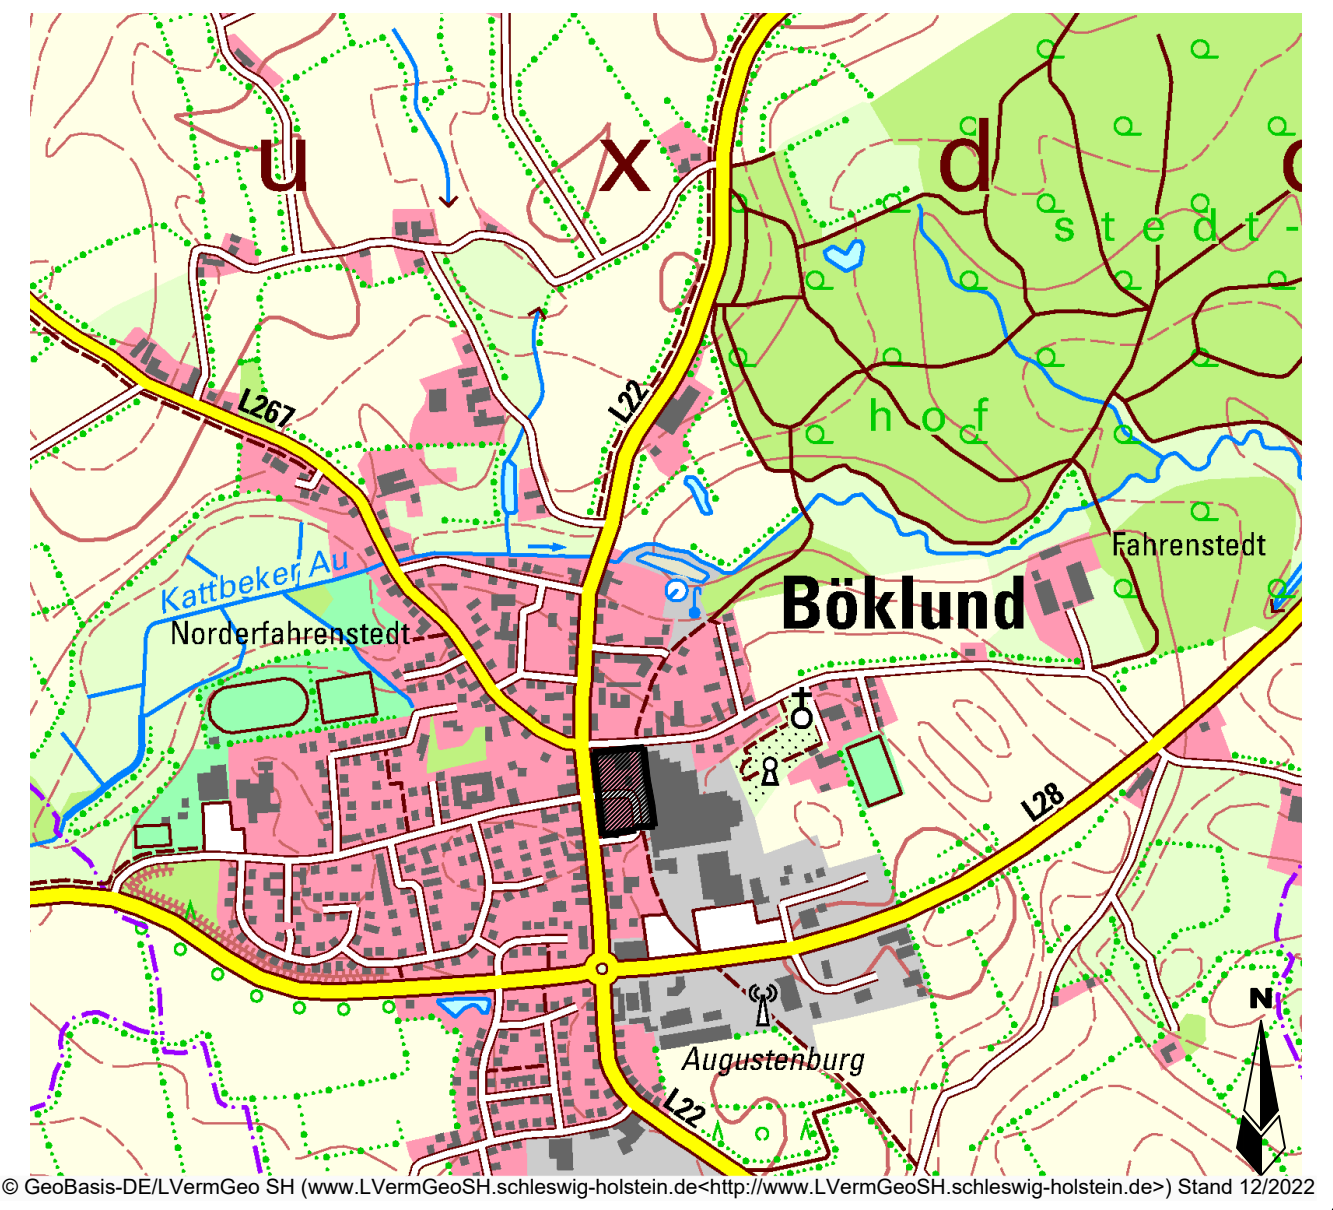 u x d
s t e d t -
L267
L22
h o f
Fahrenstedt
Kattbeker Au
Böklund
Norderfahrenstedt
L28
N
Augustenburg
L22
© GeoBasis-DE/LVermGeo SH (www.LVermGeoSH.schleswig-holstein.de<http://www.LVermGeoSH.schleswig-holstein.de>) Stand 12/2022